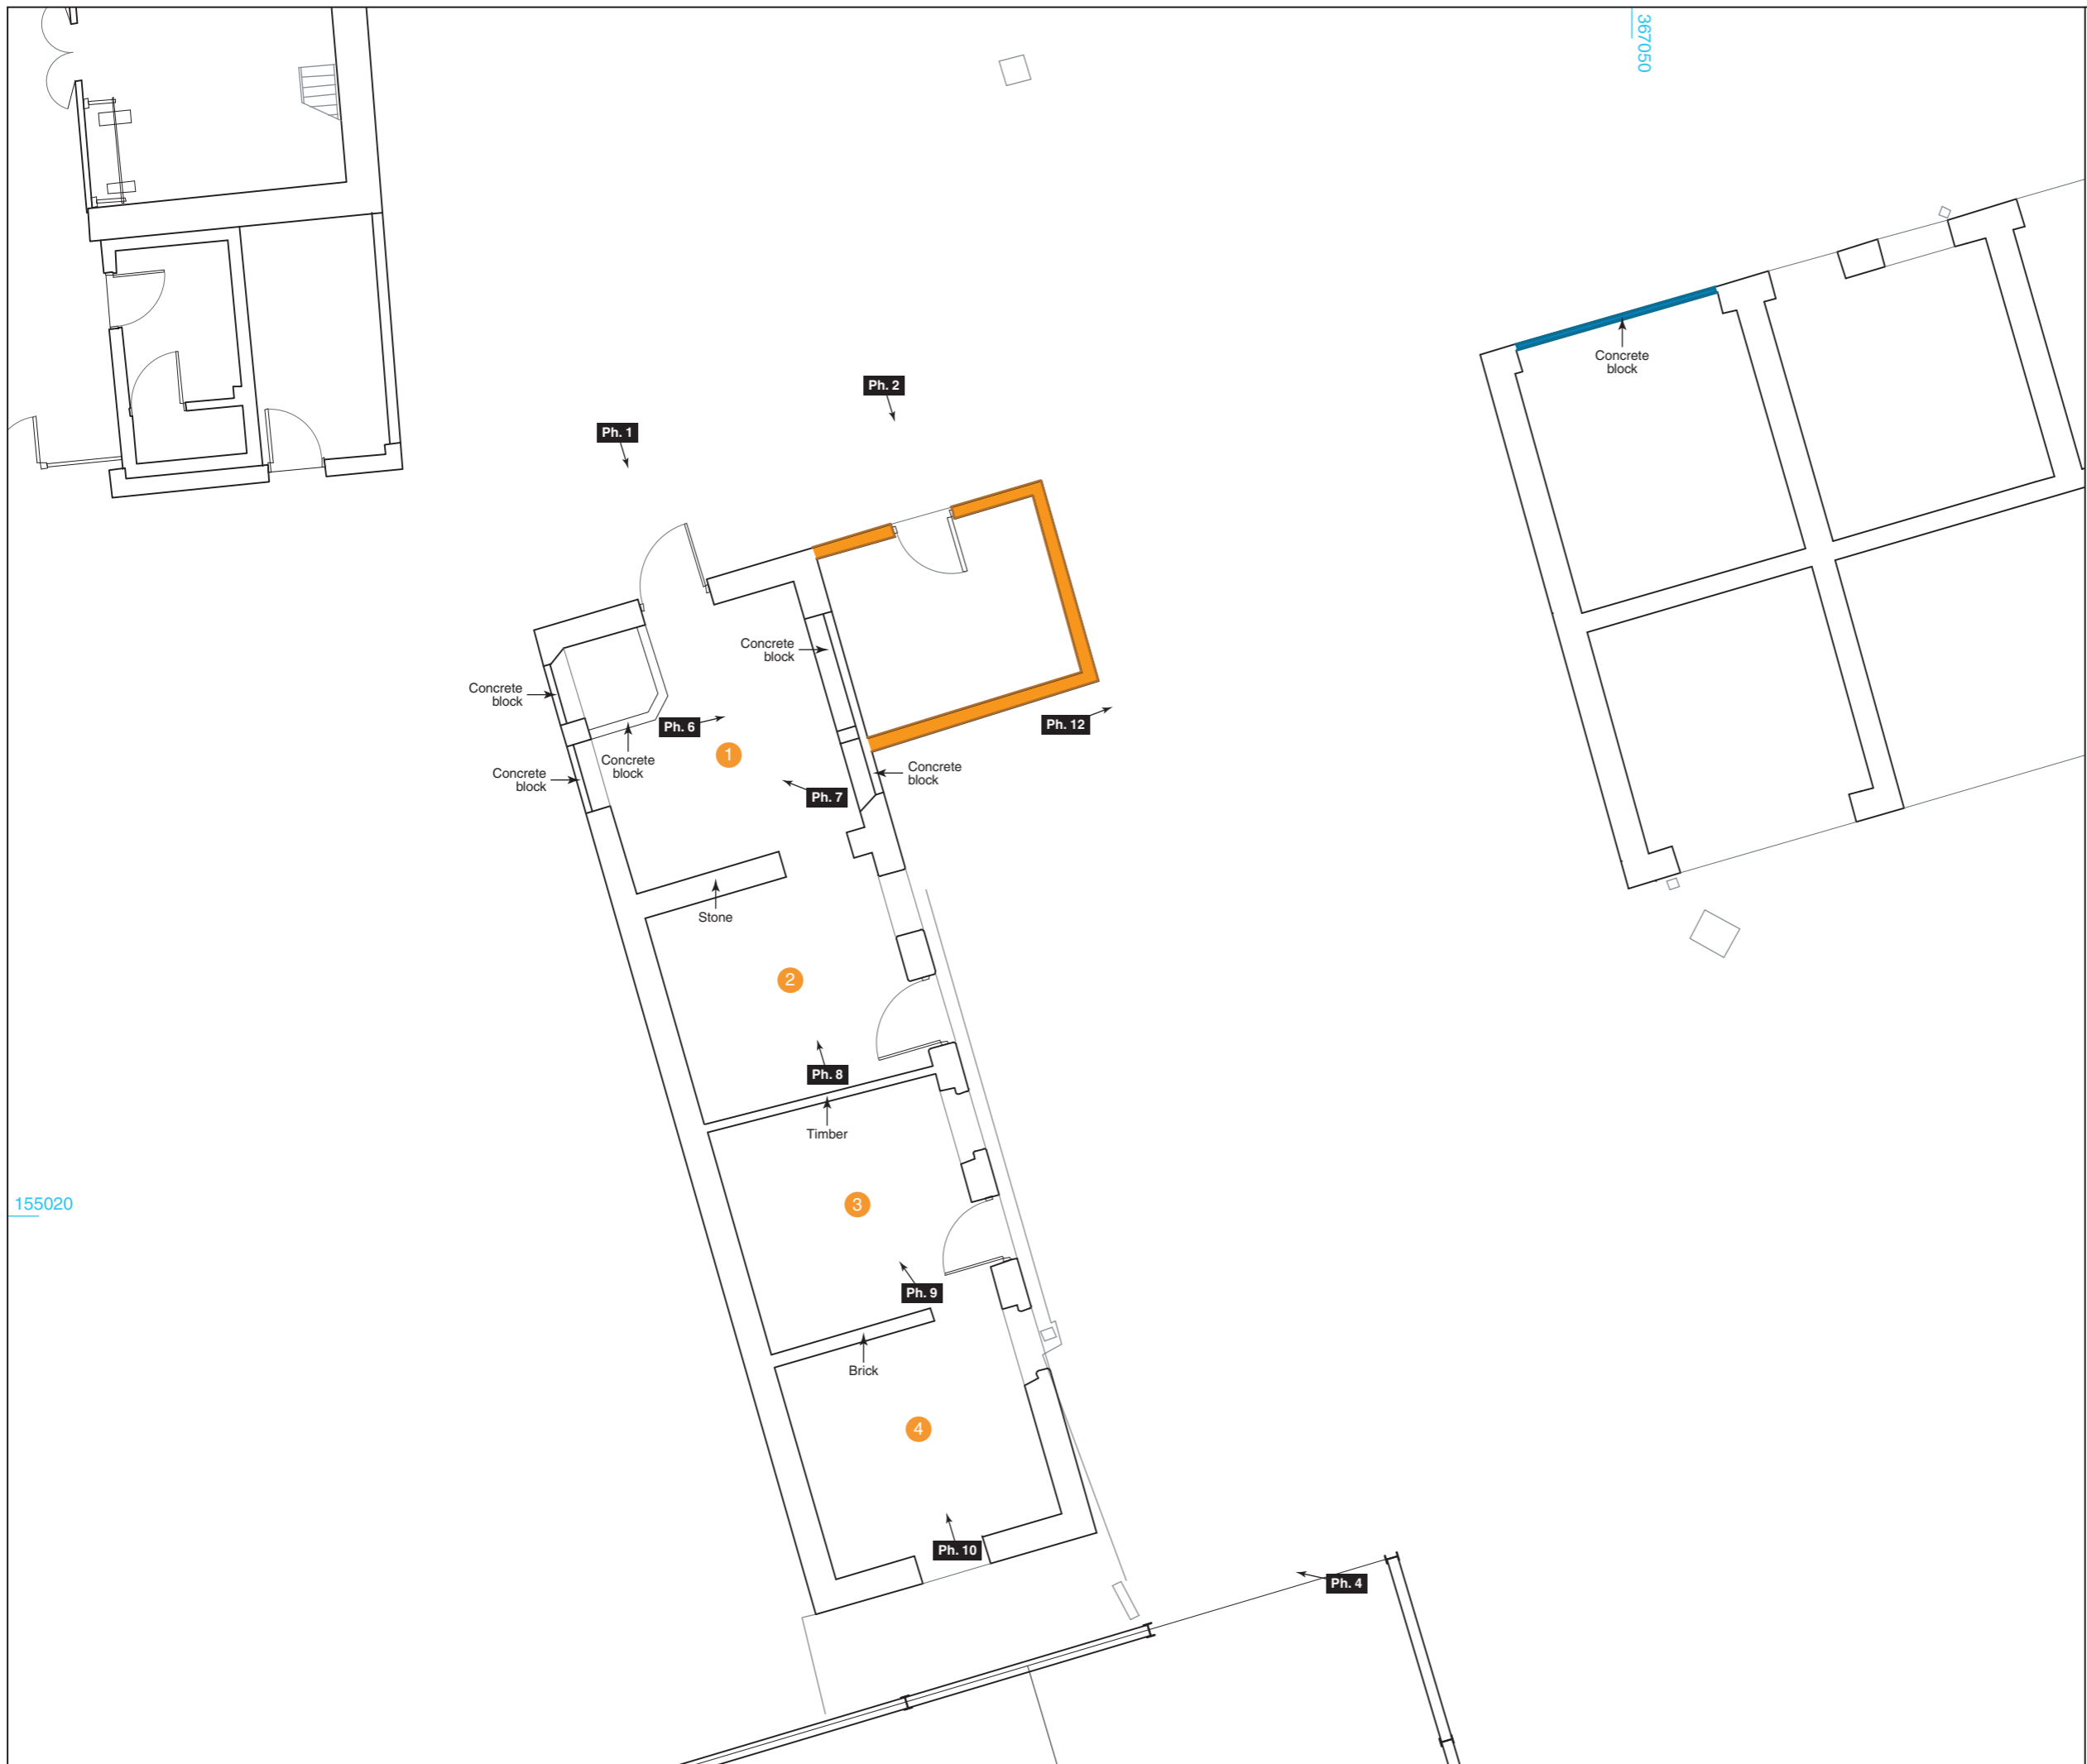 367050
Concrete
block
Ph. 2
Ph. 1
Concrete
block
Concrete
block
Ph. 6
Ph. 12
1
Concrete
block
Concrete
block
Concrete
block
Ph. 7
Stone
2
Ph. 8
Timber
155020
3
Ph. 9
Brick
4
Ph. 10
Ph. 4